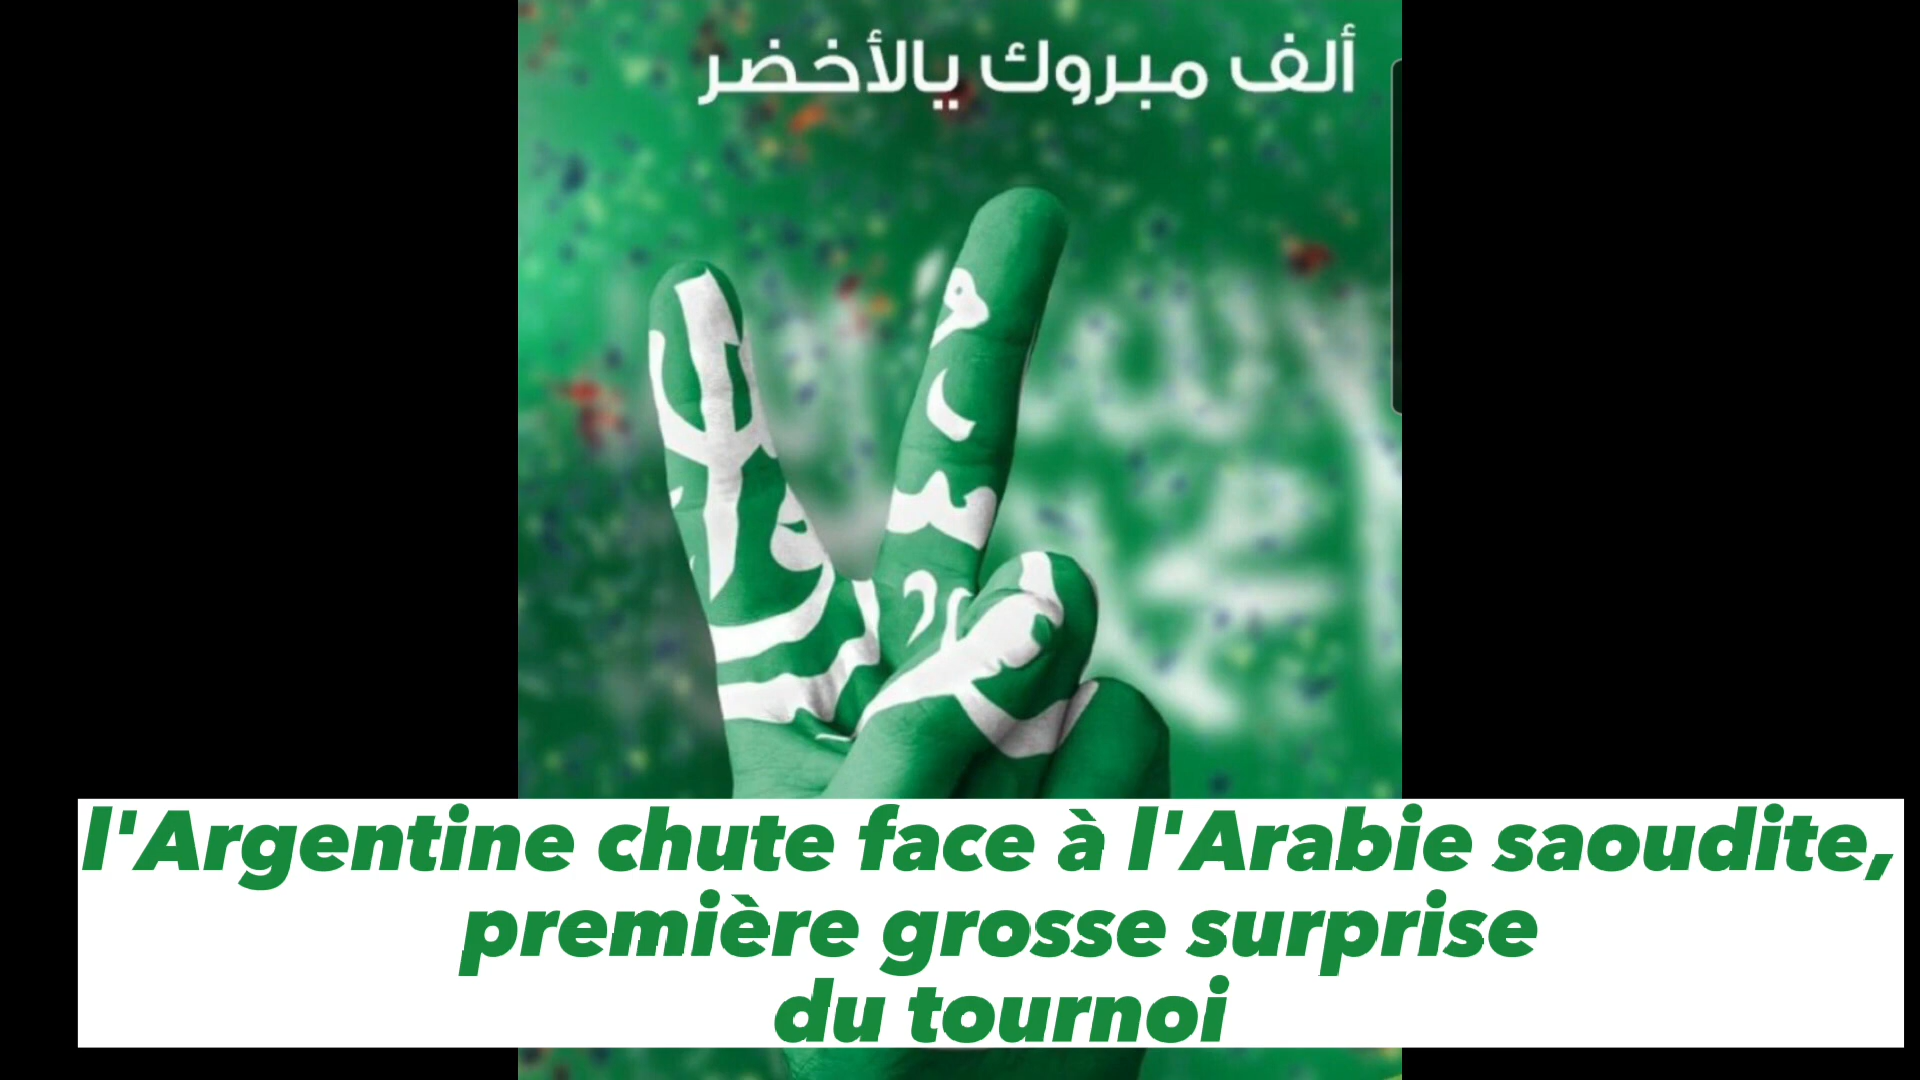 ألف مبروك يالأخضر
l'Argentine chute face à l'Arabie saoudite,
première grosse surprise
du tournoi